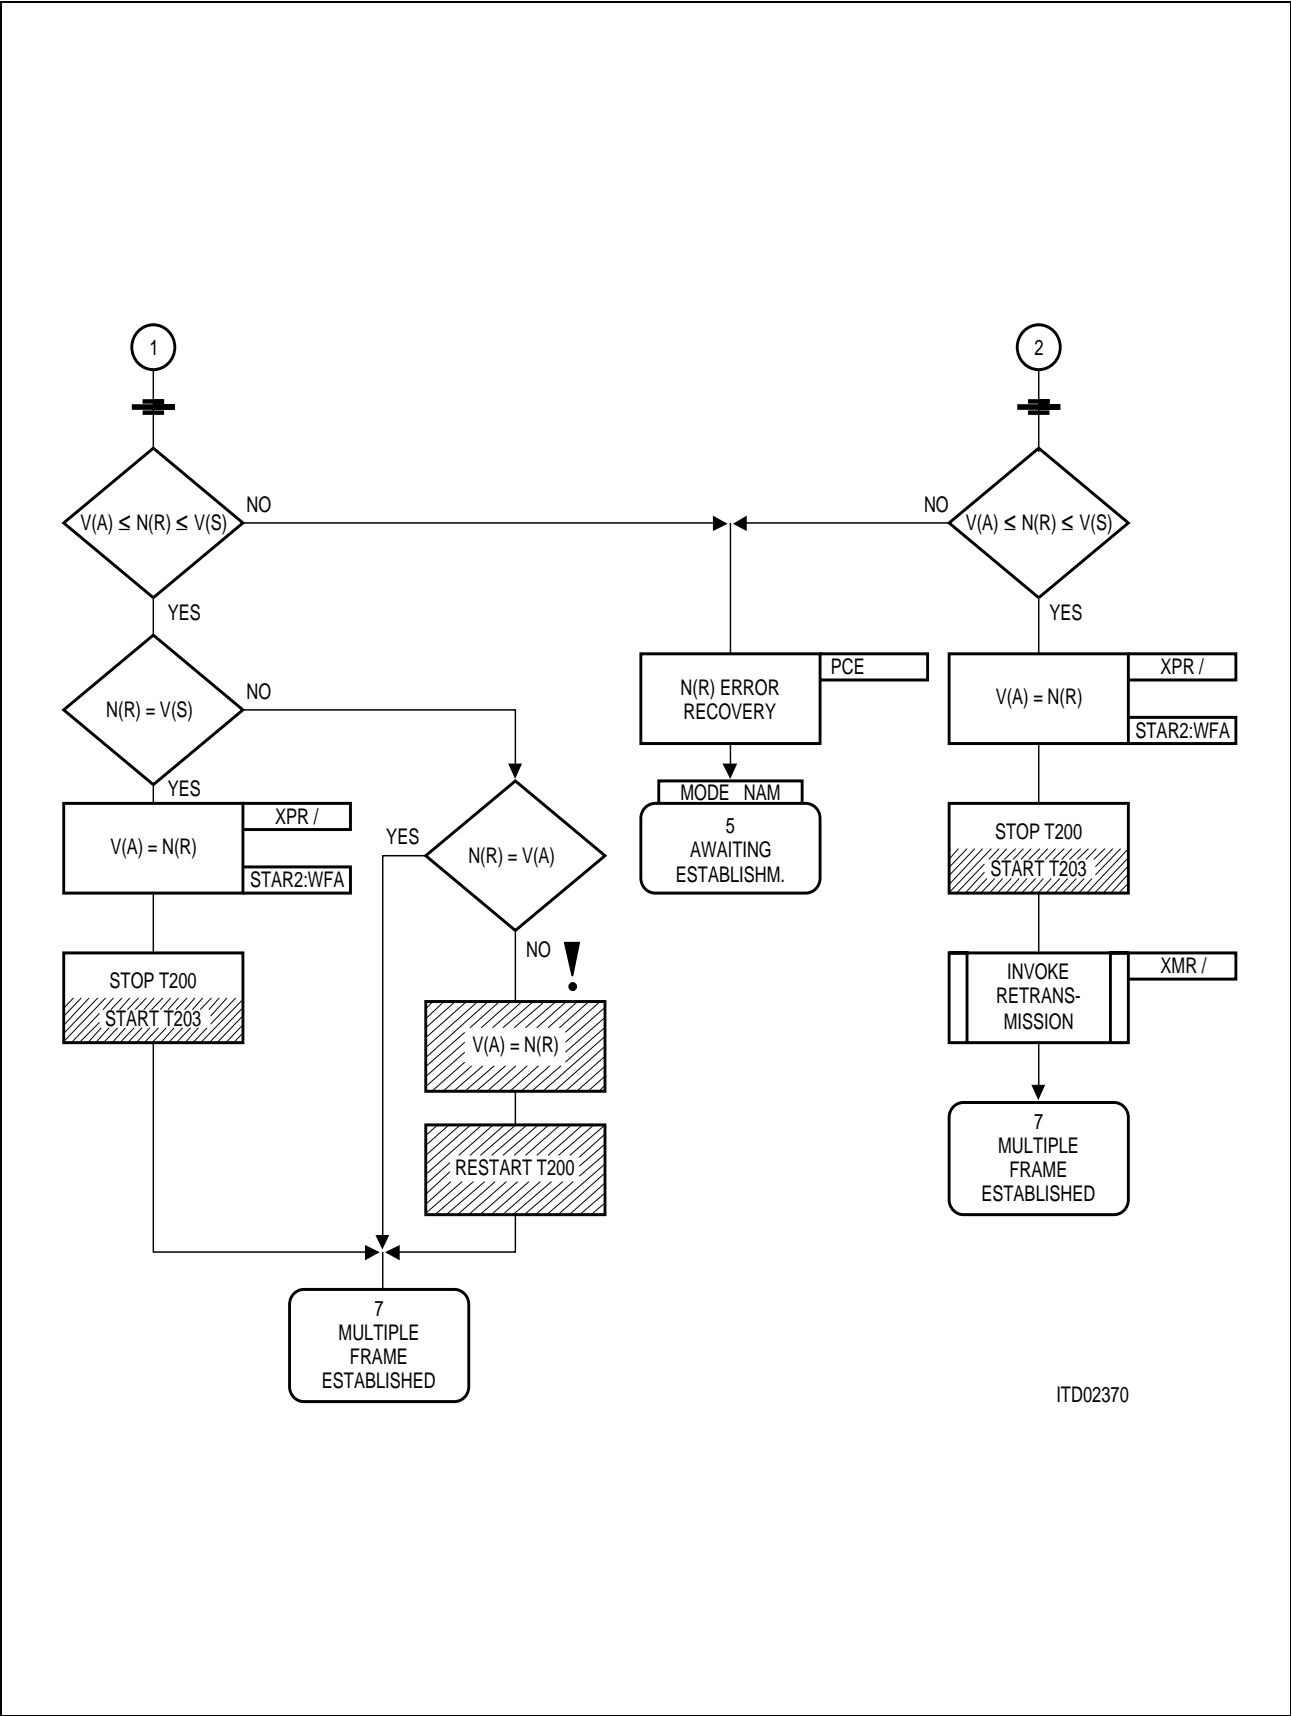 1
2
V(A) ≤ N(R) ≤ V(S)
NO
NO
V(A) ≤ N(R) ≤ V(S)
YES
YES
N(R) = V(S)
NO
N(R) ERROR
RECOVERY
PCE
V(A) = N(R)
XPR /
STAR2:WFA
YES
V(A) = N(R)
XPR /
STAR2:WFA
YES
N(R) = V(A)
MODE NAM
5
AWAITING
ESTABLISHM.
STOP T200
START T203
NO
!
STOP T200
START T203
INVOKE
RETRANS-
MISSION
XMR /
V(A) = N(R)
RESTART T200
7
MULTIPLE
FRAME
ESTABLISHED
7
MULTIPLE
FRAME
ESTABLISHED
ITD02370